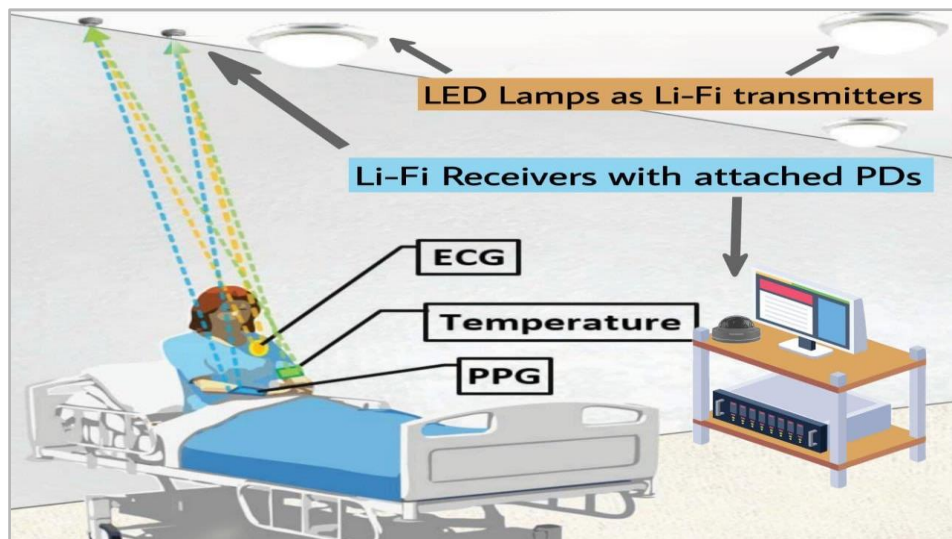 LED Lamps as Li-Fi transmitters
Li-Fi Receivers with attached PDs
ECG
Temperature
PPG